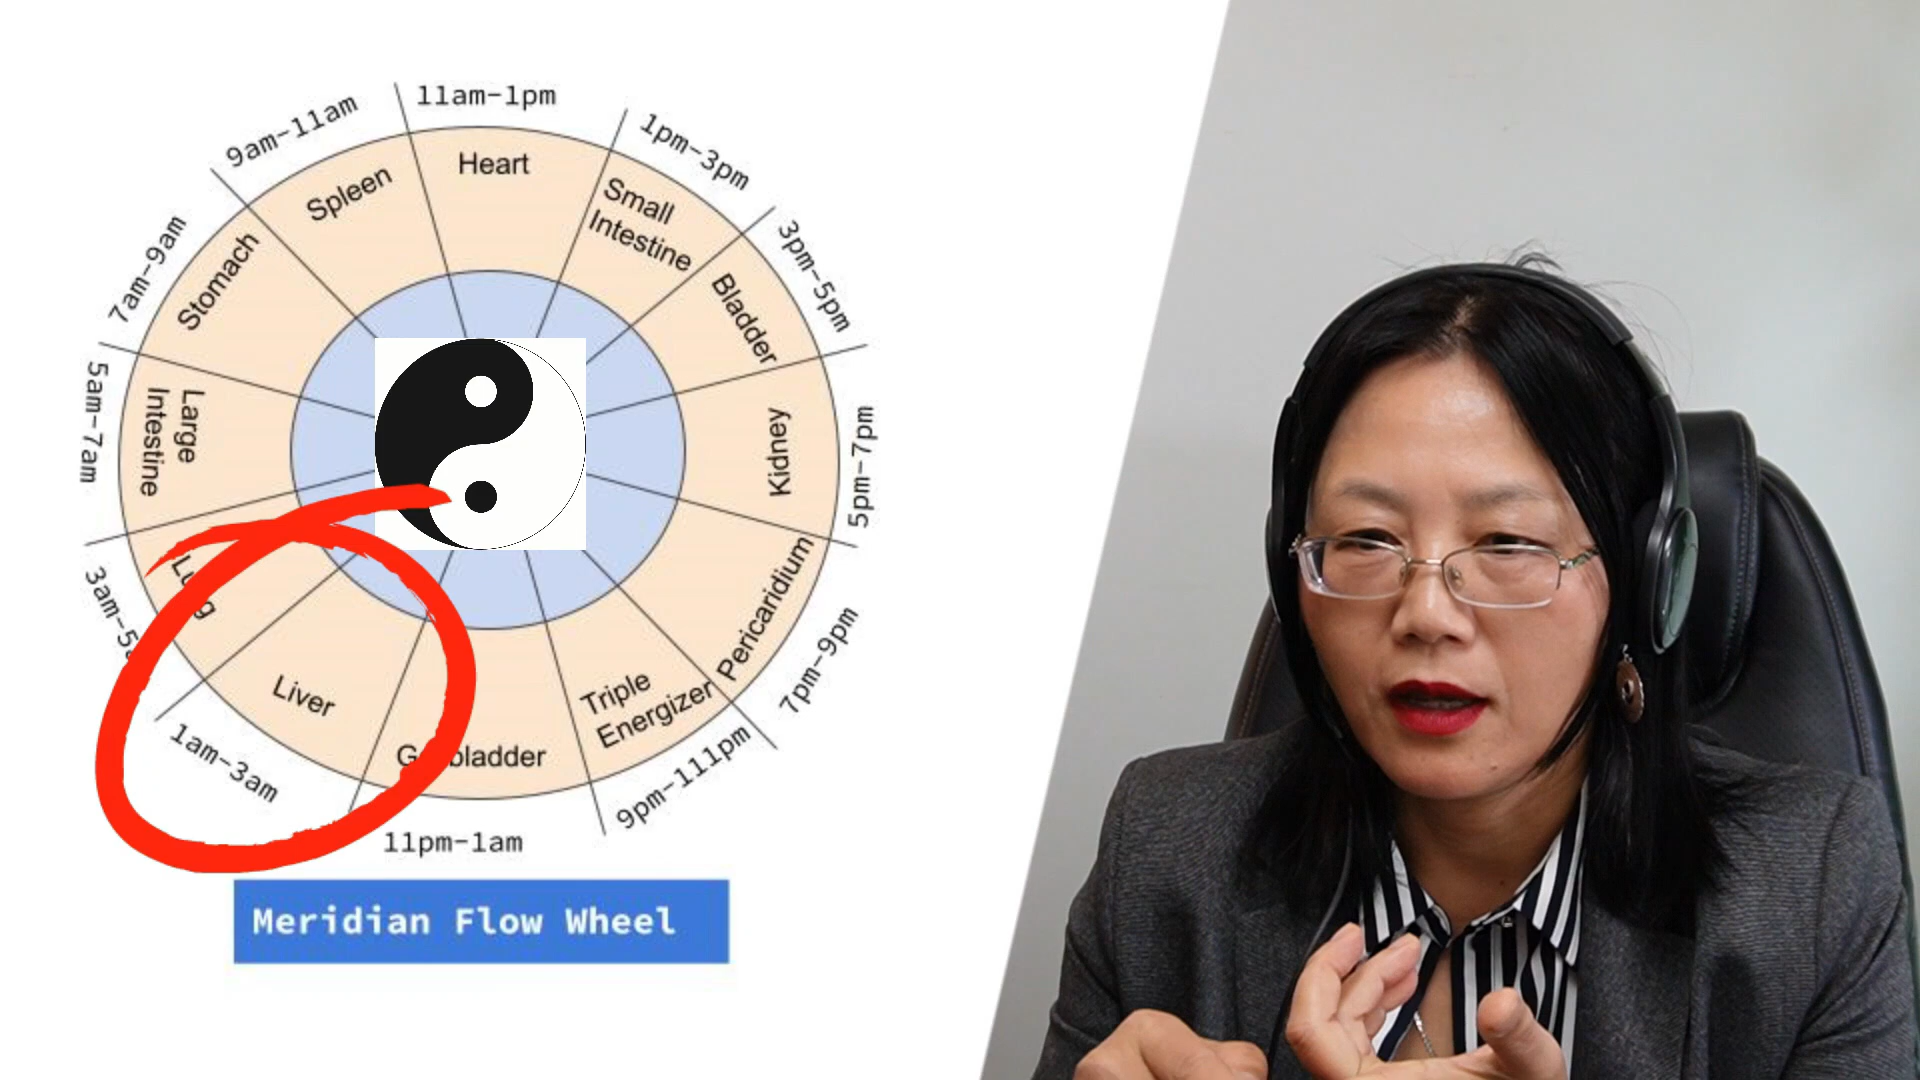 11am-1pm
Heart
1pm-3pm
Small
Intestine
3pm-5pm
Bladder
5pm-7pm
Kidney
7pm-9pm
Pericaridium
9pm-111pm
Triple
Energizer
11pm-1am
1am-3am
Liver
5am-7am
Large
Intestine
7am-9am
Stomach
9am-11am
Spleen
Meridian Flow Wheel